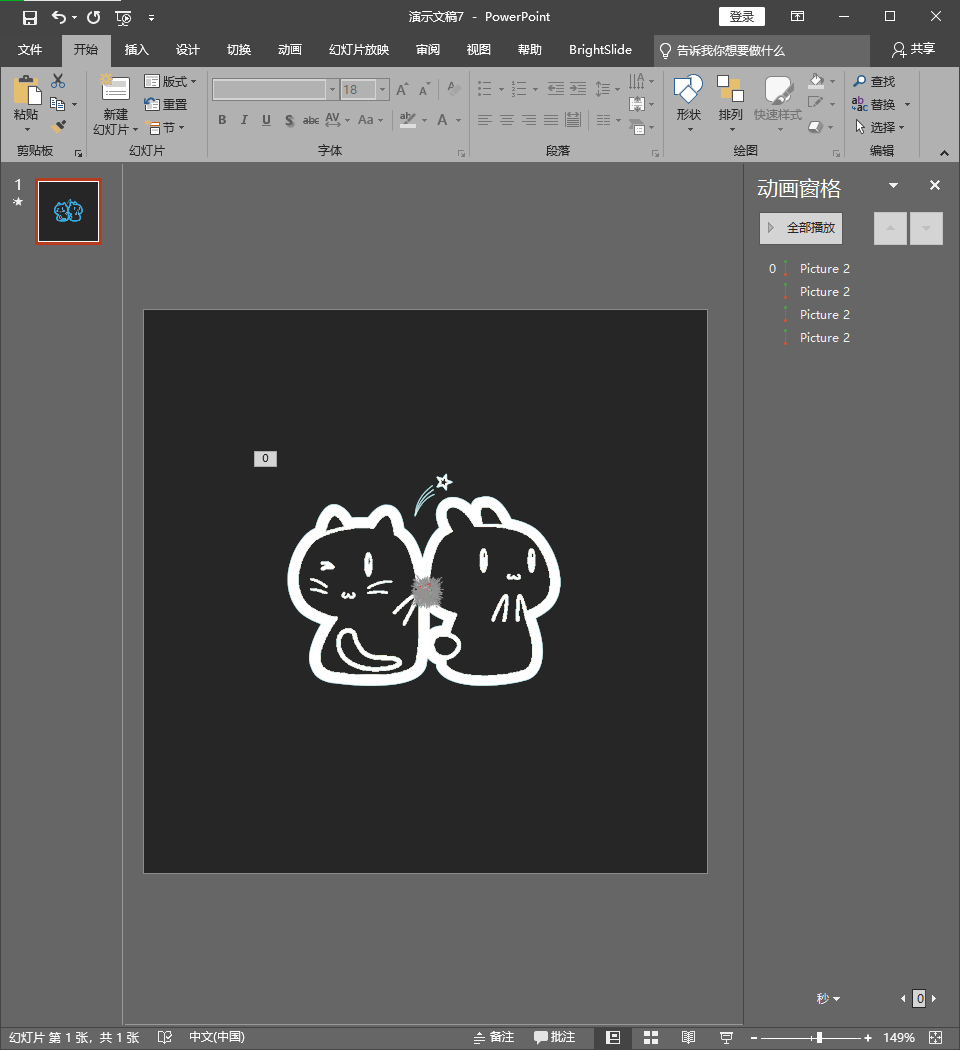 演示文稿7 - PowerPoint
登录
文件 开始 插入 设计 切换 动画 幻灯片放映 审阅 视图 帮助 BrightSlide 告诉我你想要做什么 共享
粘贴
剪贴板
新建
幻灯片
版式
重置
节
幻灯片
18
A A
B I U S abc AV Aa ab A
字体
段落
形状
排列
快速样式
绘图
查找
替换
选择
编辑
1
0
动画窗格
全部播放
0 Picture 2
Picture 2
Picture 2
Picture 2
秒
0
幻灯片 第 1 张，共 1 张 中文(中国) 备注 批注 149%